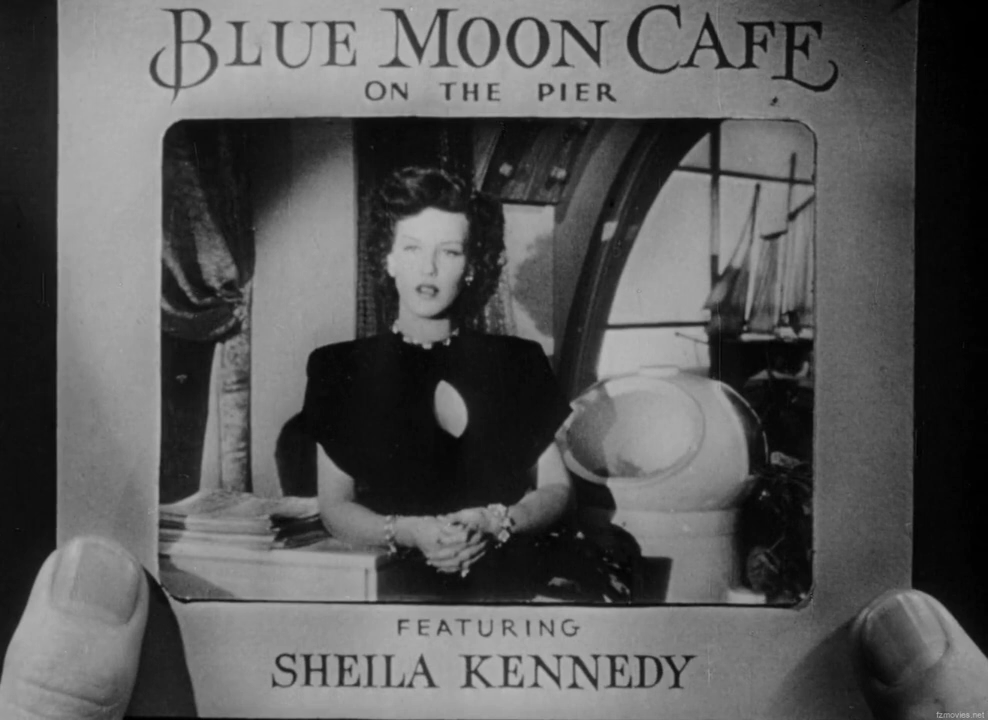 BLUE MOON CAFE
ON THE PIER
FEATURING
SHEILA KENNEDY
fzmovies.net